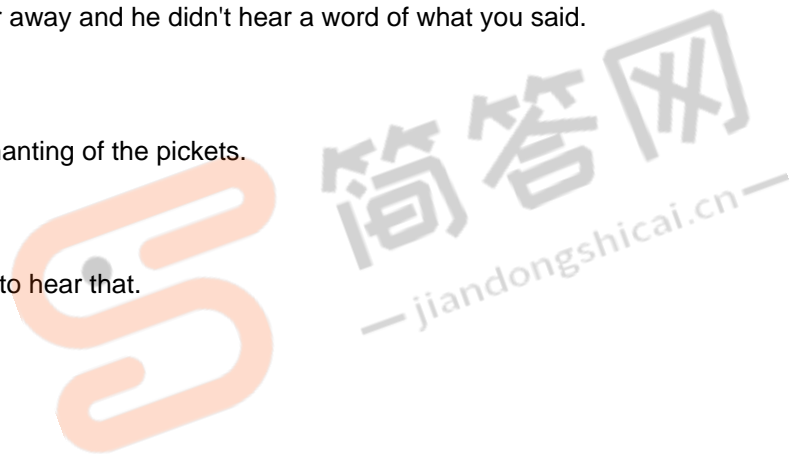 away and he didn't hear a word of what you said.
简答网
of the pickets.
jiandongshicai.cn
to hear that.